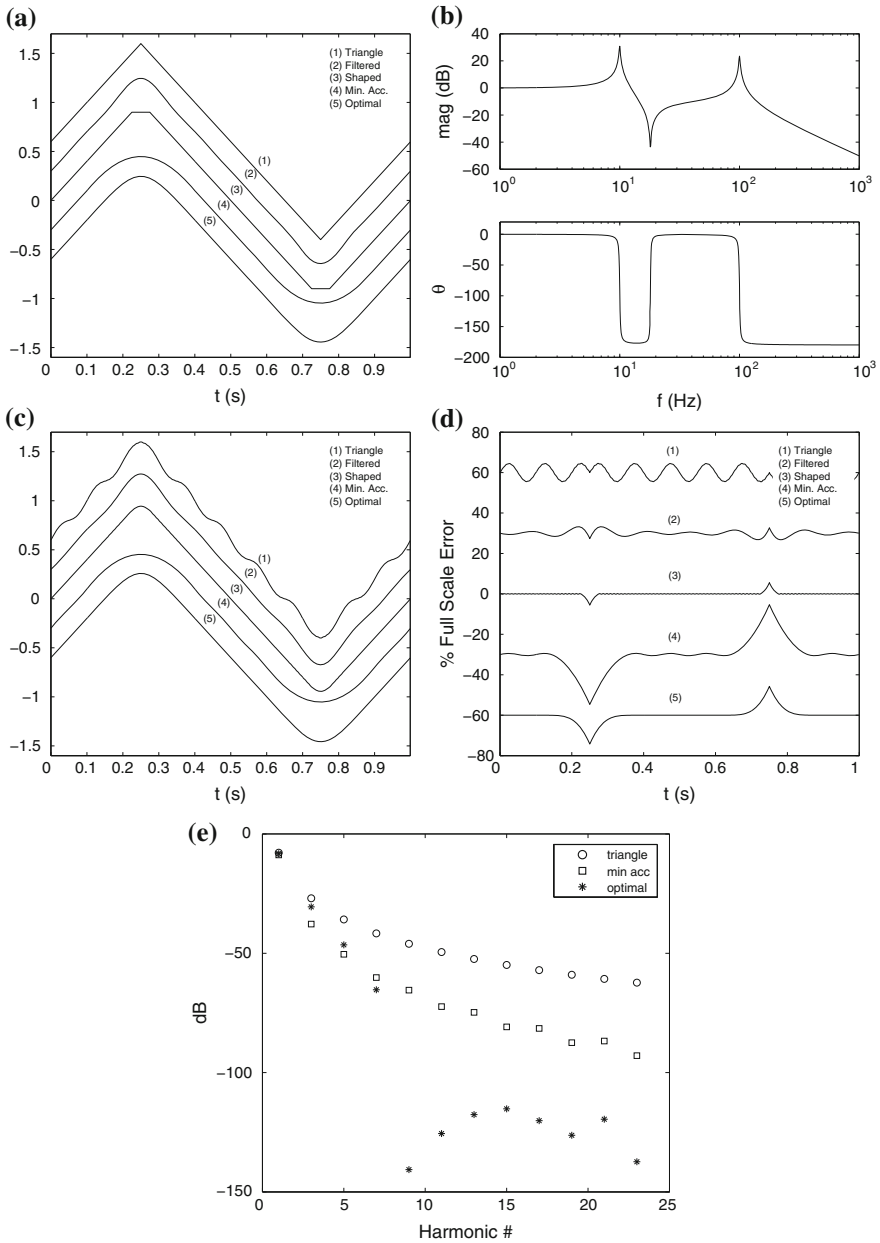 (a)
1.5
1
0.5
0
−0.5
−1
−1.5
(1) Triangle
(2) Filtered
(3) Shaped
(4) Min. Acc.
(5) Optimal
(1)
(2)
(3)
(4)
(5)
0 0.1 0.2 0.3 0.4 0.5 0.6 0.7 0.8 0.9
t (s)
(b)
mag (dB)
40
20
0
−20
−40
−60
10^0 10^1 10^2 10^3
θ
0
−50
−100
−150
−200
10^0 10^1 10^2 10^3
f (Hz)
(c)
1.5
1
0.5
0
−0.5
−1
−1.5
(1) Triangle
(2) Filtered
(3) Shaped
(4) Min. Acc.
(5) Optimal
(1)
(2)
(3)
(4)
(5)
0 0.1 0.2 0.3 0.4 0.5 0.6 0.7 0.8 0.9
t (s)
(d)
% Full Scale Error
80
60
40
20
0
−20
−40
−60
−80
(1)
(2)
(3)
(4)
(5)
(1) Triangle
(2) Filtered
(3) Shaped
(4) Min. Acc.
(5) Optimal
0 0.2 0.4 0.6 0.8 1
t (s)
(e)
dB
0
−50
−100
−150
triangle
min acc
optimal
0 5 10 15 20 25
Harmonic #